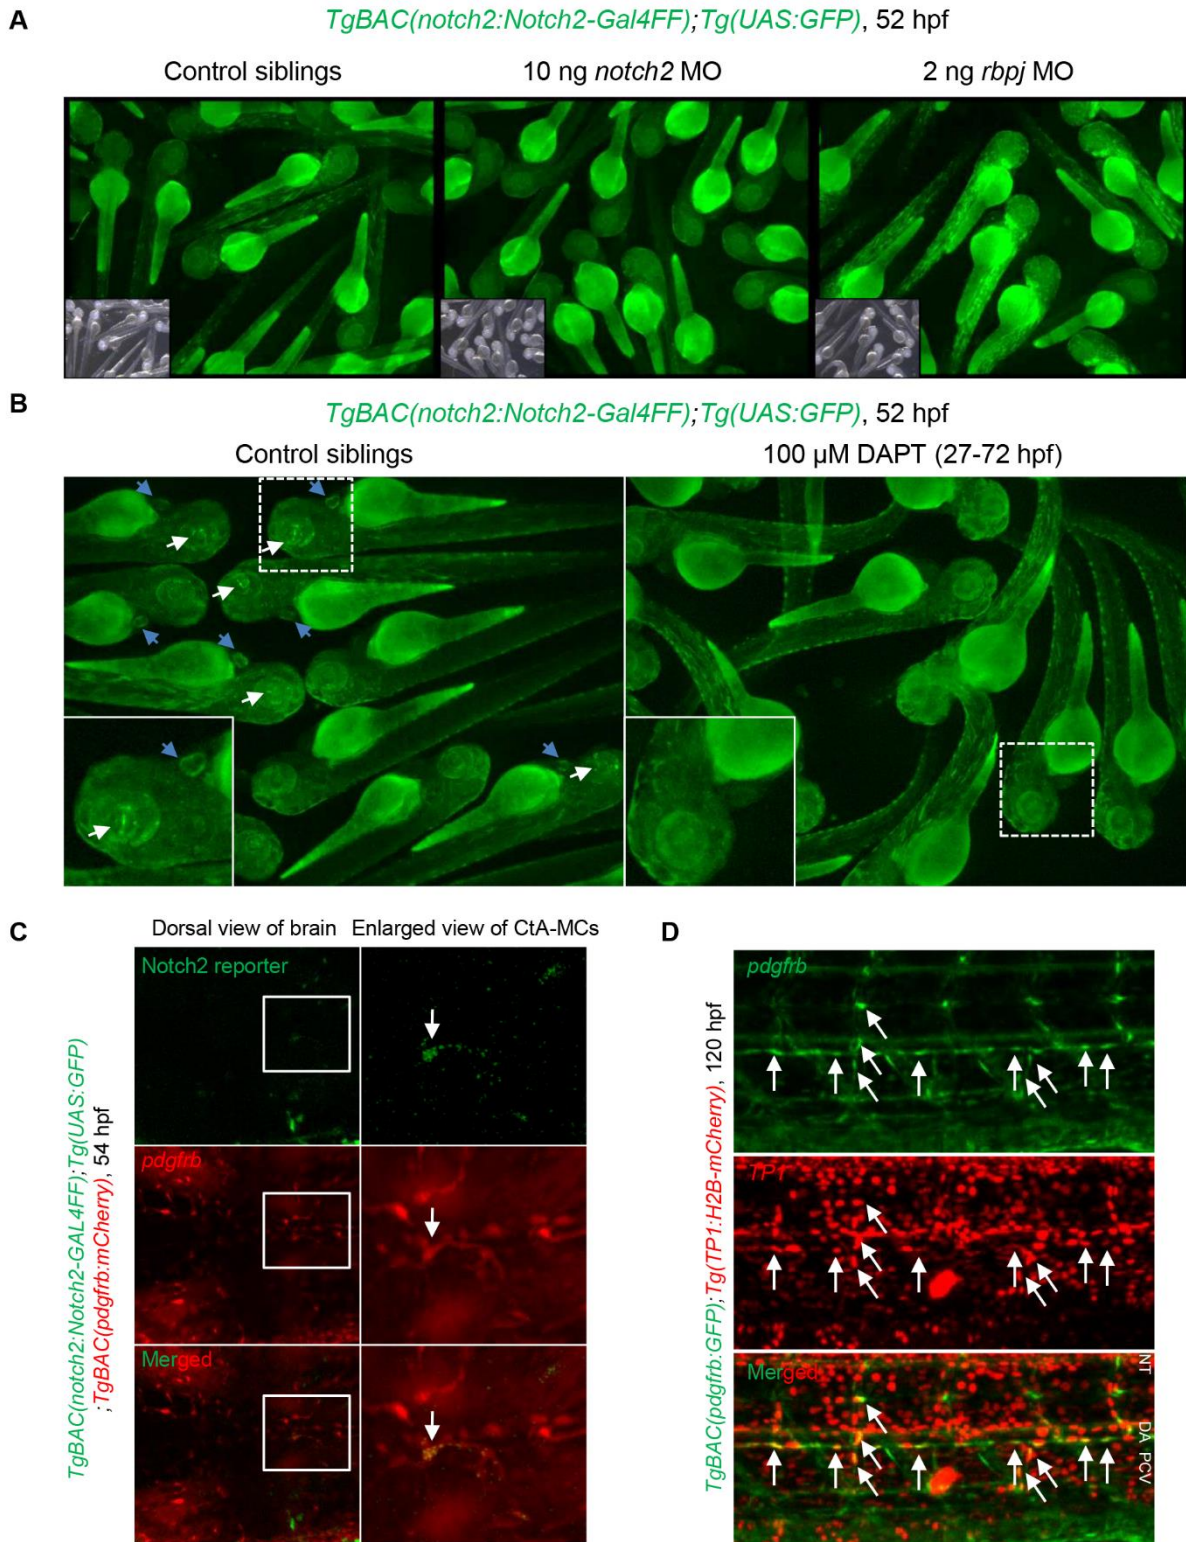 A
TgBAC(notch2:Notch2-Gal4FF);Tg(UAS:GFP), 52 hpf
Control siblings
10 ng notch2 MO
2 ng rbpj MO
B
TgBAC(notch2:Notch2-Gal4FF);Tg(UAS:GFP), 52 hpf
Control siblings
100 µM DAPT (27-72 hpf)
C
Dorsal view of brain
Enlarged view of CtA-MCs
TgBAC(notch2:Notch2-GAL4FF);Tg(UAS:GFP)
;TgBAC(pdgfrb:mCherry), 54 hpf
Notch2 reporter
pdgfrb
Merged
D
TgBAC(pdgfrb:GFP);Tg(TP1:H2B-mCherry), 120 hpf
pdgfrb
TP1
Merged
NT
DA
PCV